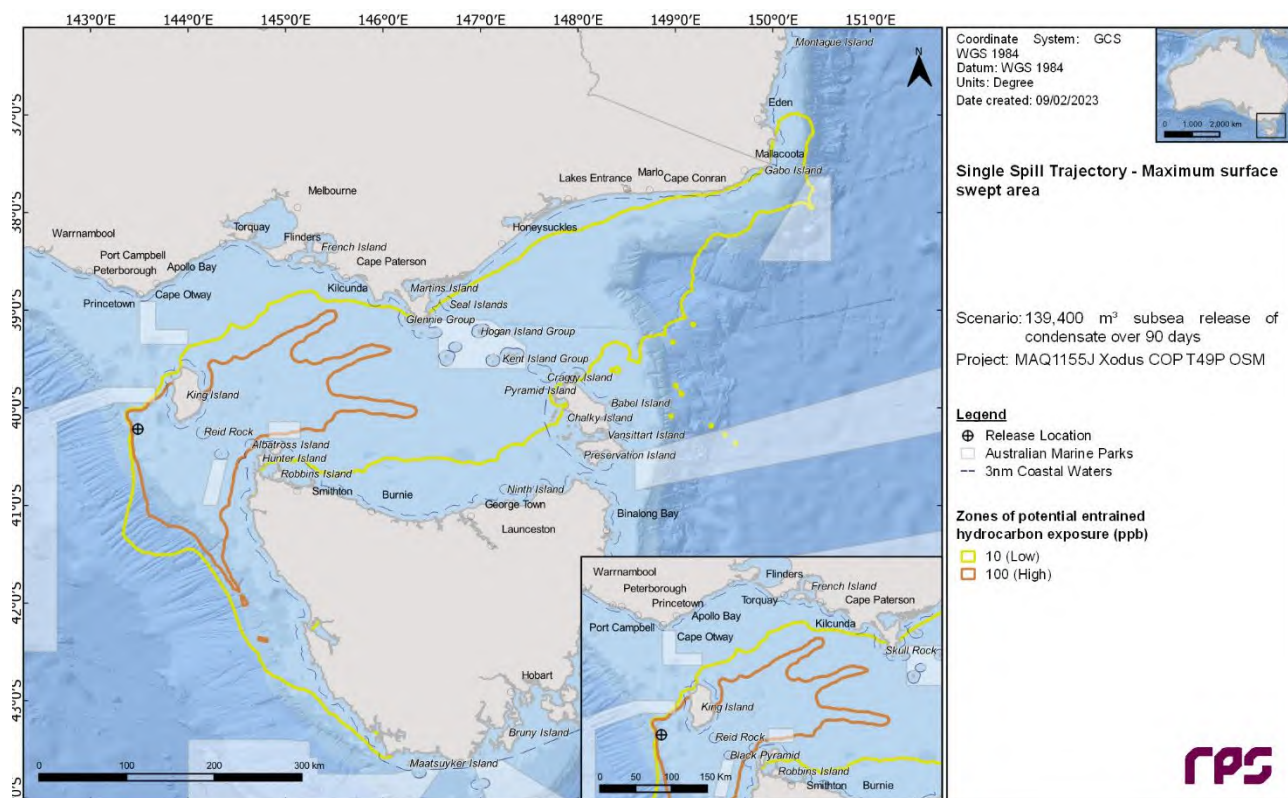 143°0'E 144°0'E 145°0'E 146°0'E 147°0'E 148°0'E 149°0'E 150°0'E 151°0'E
37°0'S
38°0'S
39°0'S
40°0'S
41°0'S
42°0'S
43°0'S
0°0'S
Montague Island
N
Eden
Mallacoota
Gabo Island
Lakes Entrance
Marlo
Cape Conran
Melbourne
Honeysuckles
Warrnambool
Torquay
Flinders
French Island
Port Campbell
Peterborough
Apollo Bay
Cape Paterson
Princetown
Cape Otway
Kilcunda
Martins Island
Seal Islands
Glennie Group
Hogan Island Group
Kent Island Group
Craggy Island
Pyramid Island
King Island
Babel Island
Chalky Island
Reid Rock
Vansittart Island
Albatross Island
Hunter Island
Preservation Island
Robbins Island
Smithton
Burnie
Ninth Island
George Town
Binalong Bay
Launceston
Hobart
Bruny Island
Maatsuyker Island
0 100 200 300 km
Warrnambool
Flinders
French Island
Peterborough
Torquay
Cape Paterson
Princetown
Apollo Bay
Port Campbell
Kilcunda
Cape Otway
Skull Rock
King Island
Reid Rock
Black Pyramid
Robbins Island
Smithton
Burnie
0 50 100 150 Km
Coordinate System: GCS
WGS 1984
Datum: WGS 1984
Units: Degree
Date created: 09/02/2023
0 1,000 2,000 km
Single Spill Trajectory - Maximum surface
swept area
Scenario: 139,400 m³ subsea release of
condensate over 90 days
Project: MAQ1155J Xodus COP T49P OSM
Legend
Release Location
Australian Marine Parks
3nm Coastal Waters
Zones of potential entrained
hydrocarbon exposure (ppb)
10 (Low)
100 (High)
rps